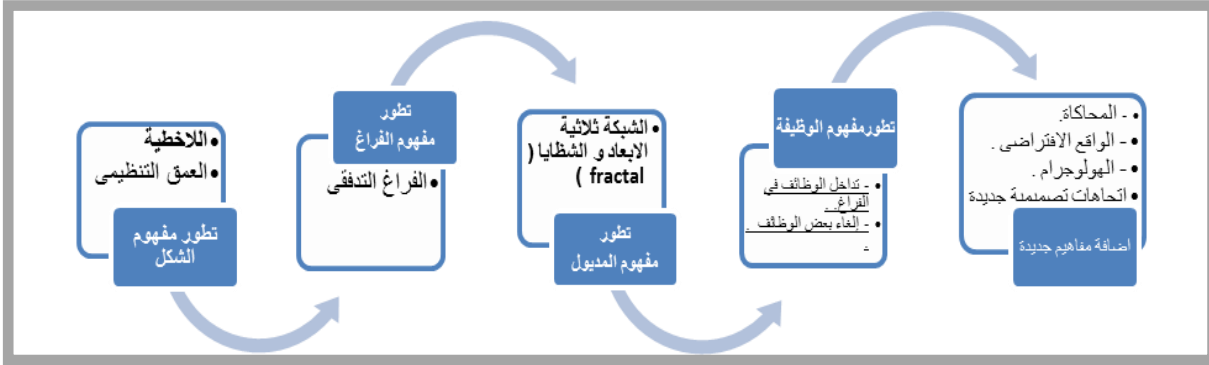 • اللاخطية
• العمق التنظيمى
تطور مفهوم
الشكل
تطور
مفهوم الفراغ
• الفراغ التدفقى
• الشبكة ثلاثية
الابعاد و الشظايا (
fractal )
تطور
مفهوم المديول
تطورمفهوم الوظيفة
• - تداخل الوظائف في
الفراغ. .
• - إلغاء بعض الوظائف .
-
• - المحاكاة.
• - الواقع الافتراضى .
• - الهولوجرام .
• اتجاهات تصميمية جديدة
اضافة مفاهيم جديدة